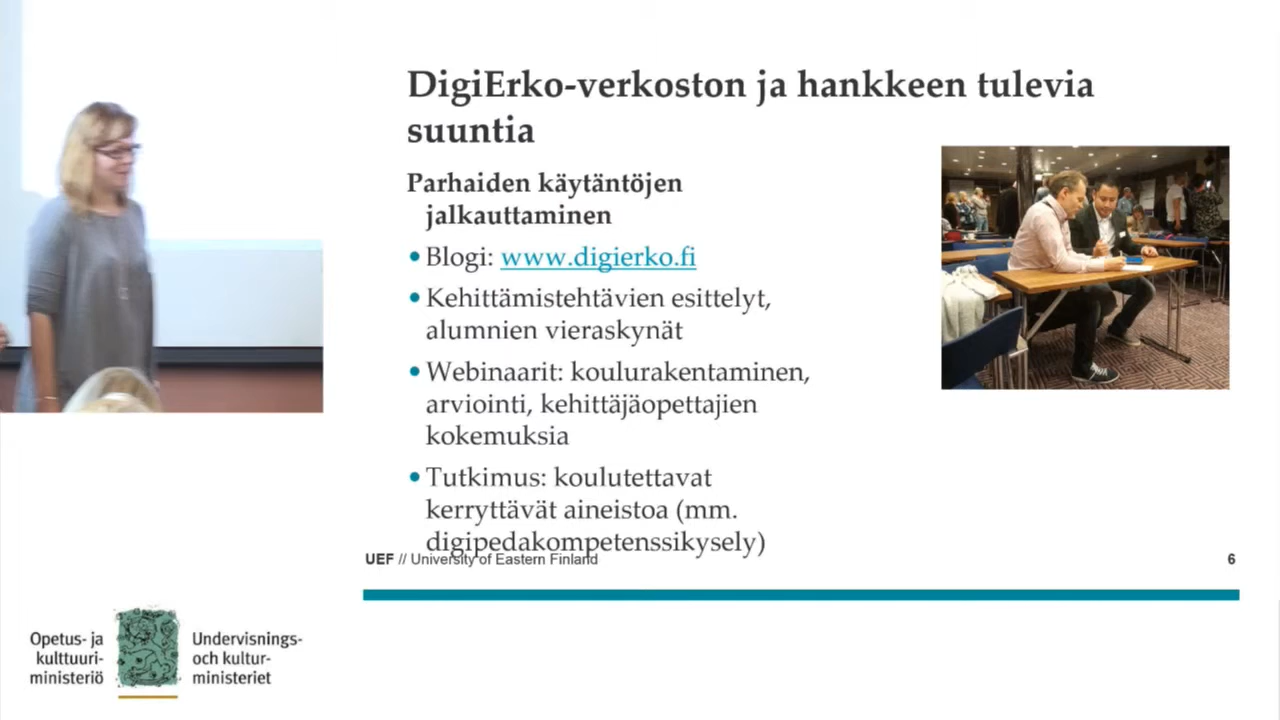 DigiErko-verkoston ja hankkeen tulevia
suuntia
Parhaiden käytäntöjen
jalkauttaminen
•Blogi: www.digierko.fi
•Kehittämistehtävien esittelyt,
alumnien vieraskynät
•Webinaarit: koulurakentaminen,
arviointi, kehittäjäopettajien
kokemuksia
•Tutkimus: koulutettavat
kerryttävät aineistoa (mm.
digipedakompetenssikysely)
UEF // University of Eastern Finland
6
Opetus- ja
kulttuuri-
ministeriö
Undervisnings-
och kultur-
ministeriet